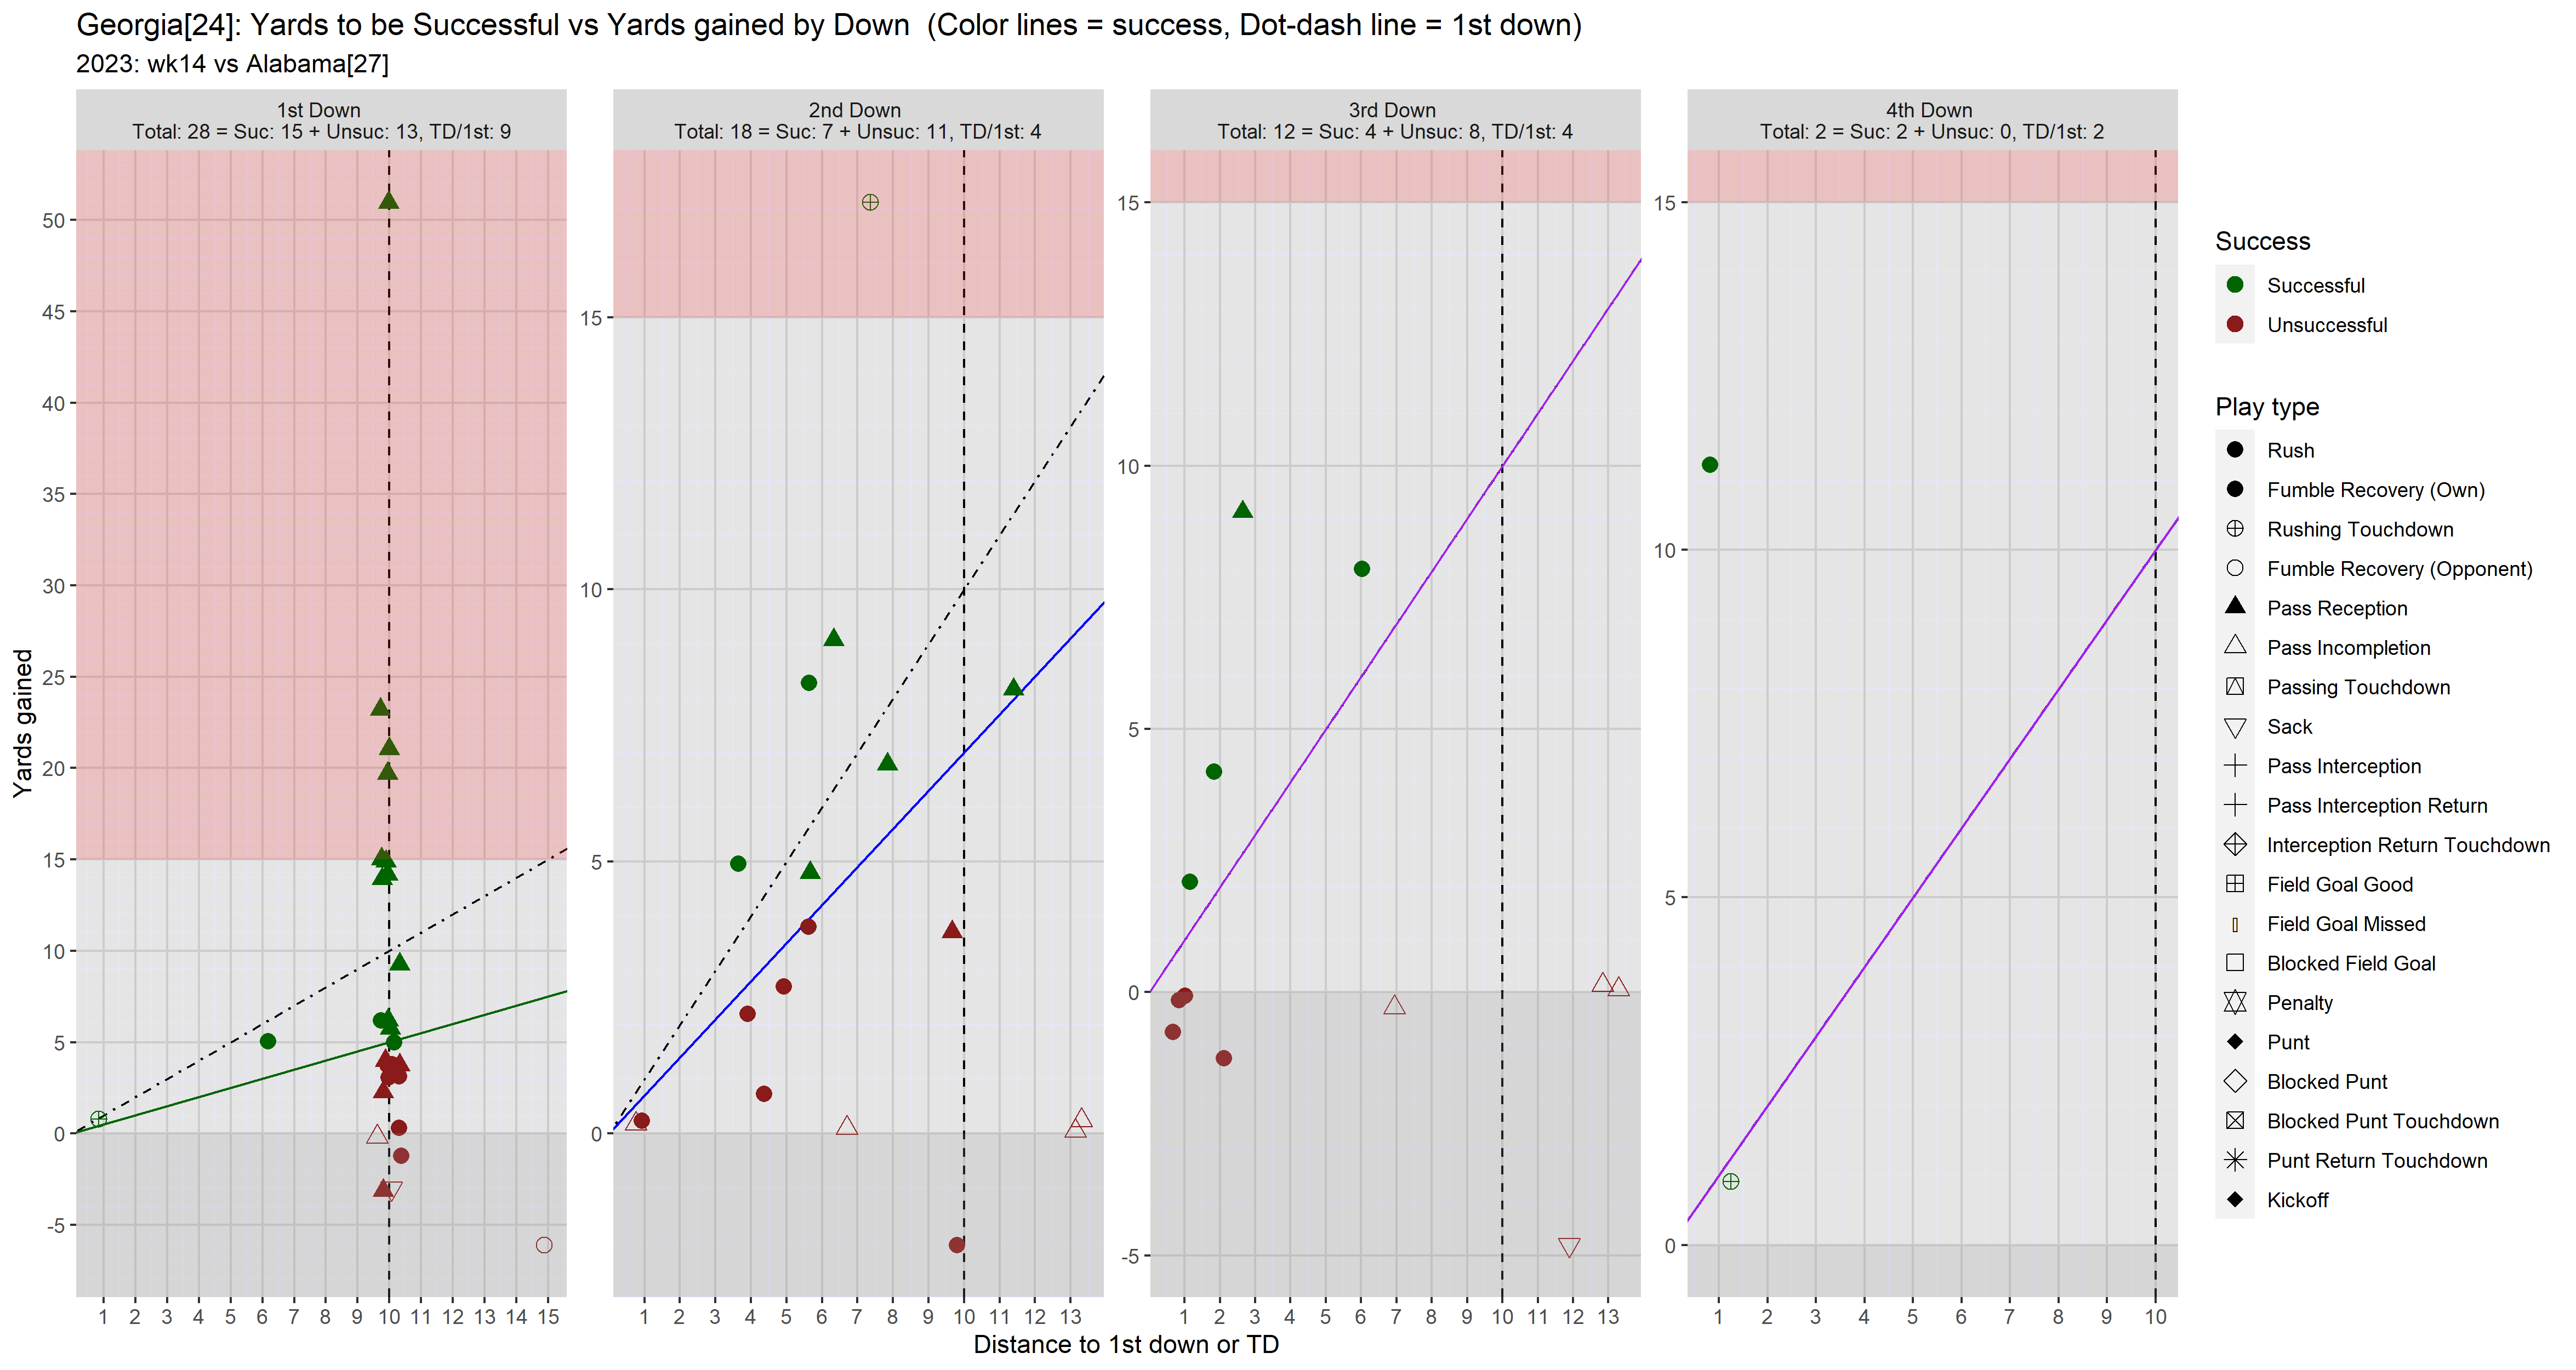 Georgia[24]: Yards to be Successful vs Yards gained by Down  (Color lines = success, Dot-dash line = 1st down)
2023: wk14 vs Alabama[27]
1st Down
Total: 28 = Suc: 15 + Unsuc: 13, TD/1st: 9
2nd Down
Total: 18 = Suc: 7 + Unsuc: 11, TD/1st: 4
3rd Down
Total: 12 = Suc: 4 + Unsuc: 8, TD/1st: 4
4th Down
Total: 2 = Suc: 2 + Unsuc: 0, TD/1st: 2
Yards gained
50
45
40
35
30
25
20
15
10
5
0
-5
1 2 3 4 5 6 7 8 9 10 11 12 13 14 15
15
10
5
0
1 2 3 4 5 6 7 8 9 10 11 12 13
15
10
5
0
-5
1 2 3 4 5 6 7 8 9 10 11 12 13
15
10
5
0
1 2 3 4 5 6 7 8 9 10
Distance to 1st down or TD
Success
Successful
Unsuccessful
Play type
Rush
Fumble Recovery (Own)
Rushing Touchdown
Fumble Recovery (Opponent)
Pass Reception
Pass Incompletion
Passing Touchdown
Sack
Pass Interception
Pass Interception Return
Interception Return Touchdown
Field Goal Good
Field Goal Missed
Blocked Field Goal
Penalty
Punt
Blocked Punt
Blocked Punt Touchdown
Punt Return Touchdown
Kickoff